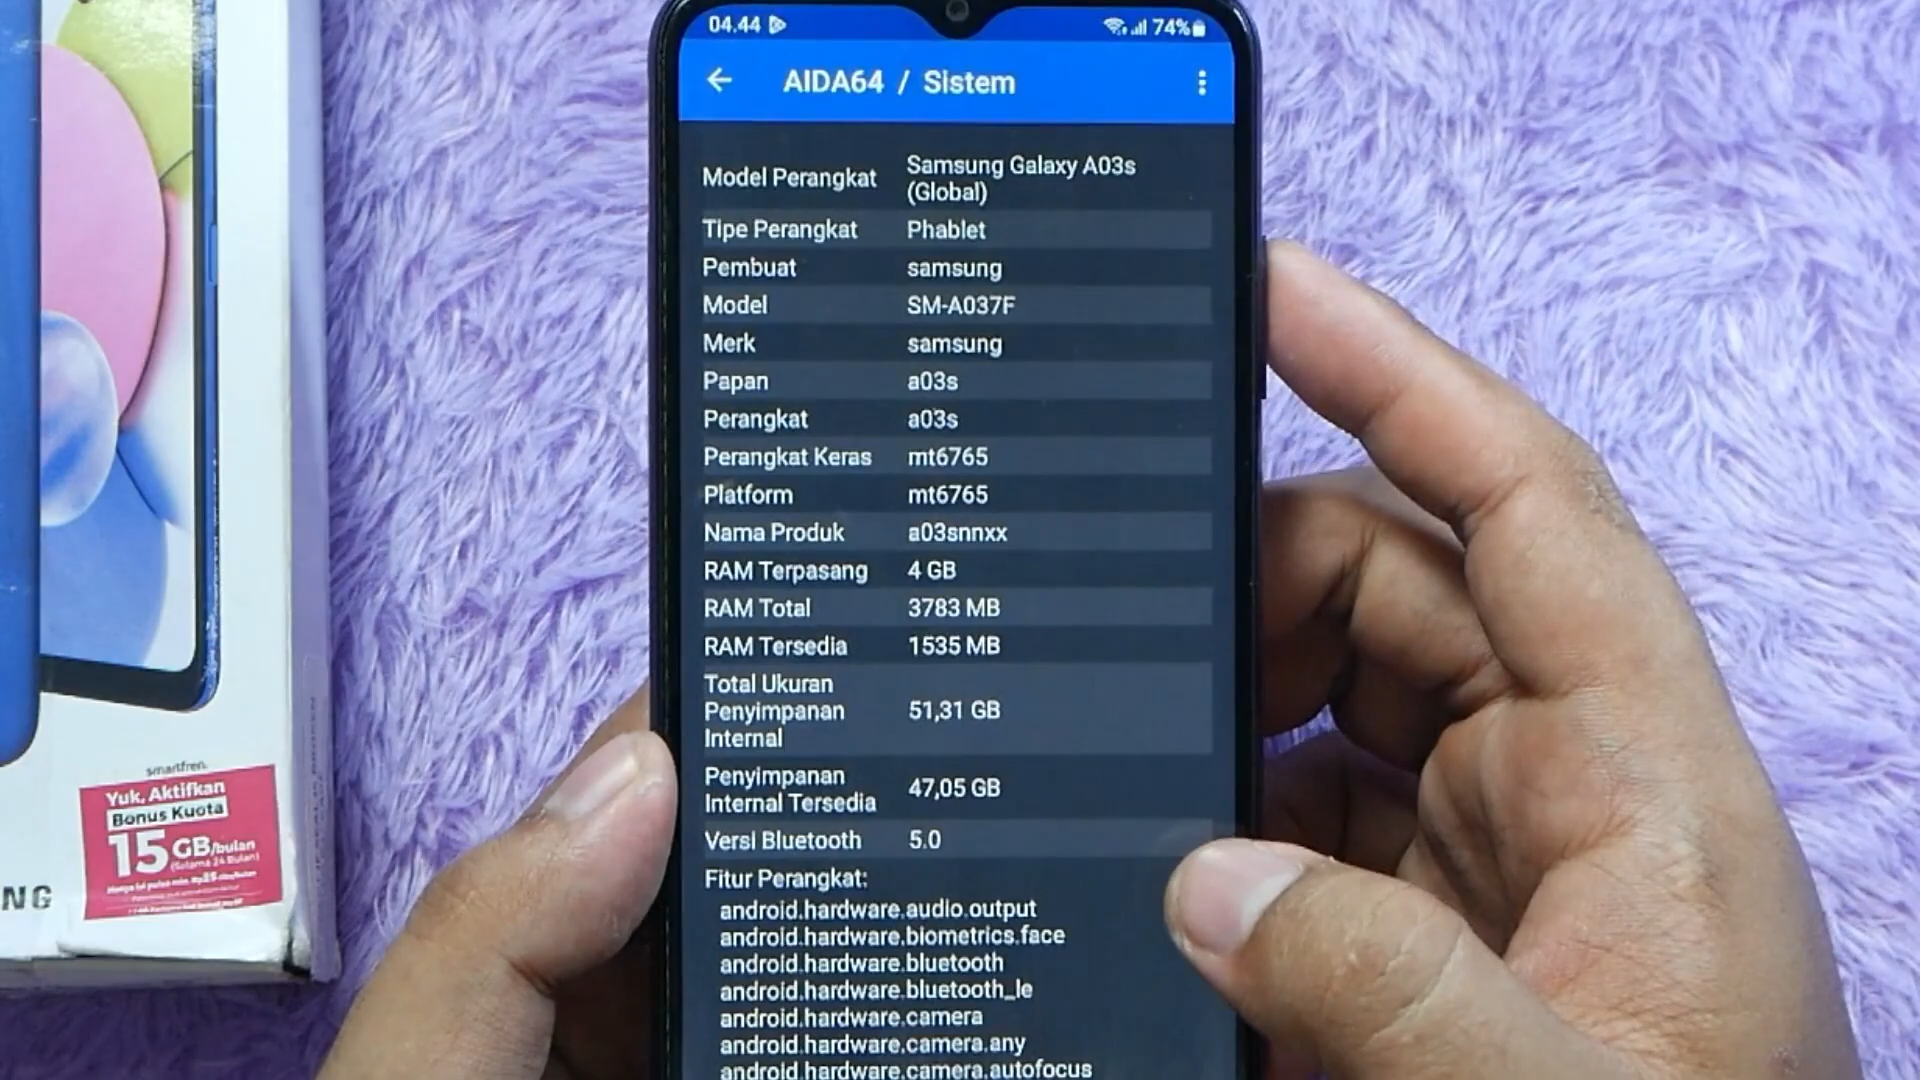 04.44
74%
AIDA64 / Sistem
Model Perangkat Samsung Galaxy A03s
(Global)
Tipe Perangkat Phablet
Pembuat samsung
Model SM-A037F
Merk samsung
Papan a03s
Perangkat a03s
Perangkat Keras mt6765
Platform mt6765
Nama Produk a03snnxx
RAM Terpasang 4 GB
RAM Total 3783 MB
RAM Tersedia 1535 MB
Total Ukuran
Penyimpanan 51,31 GB
Internal
Penyimpanan
Internal Tersedia 47,05 GB
Versi Bluetooth 5.0
Fitur Perangkat:
android.hardware.audio.output
android.hardware.biometrics.face
android.hardware.bluetooth
android.hardware.bluetooth_le
android.hardware.camera
android.hardware.camera.any
android.hardware.camera.autofocus
smartfren.
Yuk, Aktifkan
Bonus Kuota
15 GB/bulan
(Selama 24 Bulan)
NG